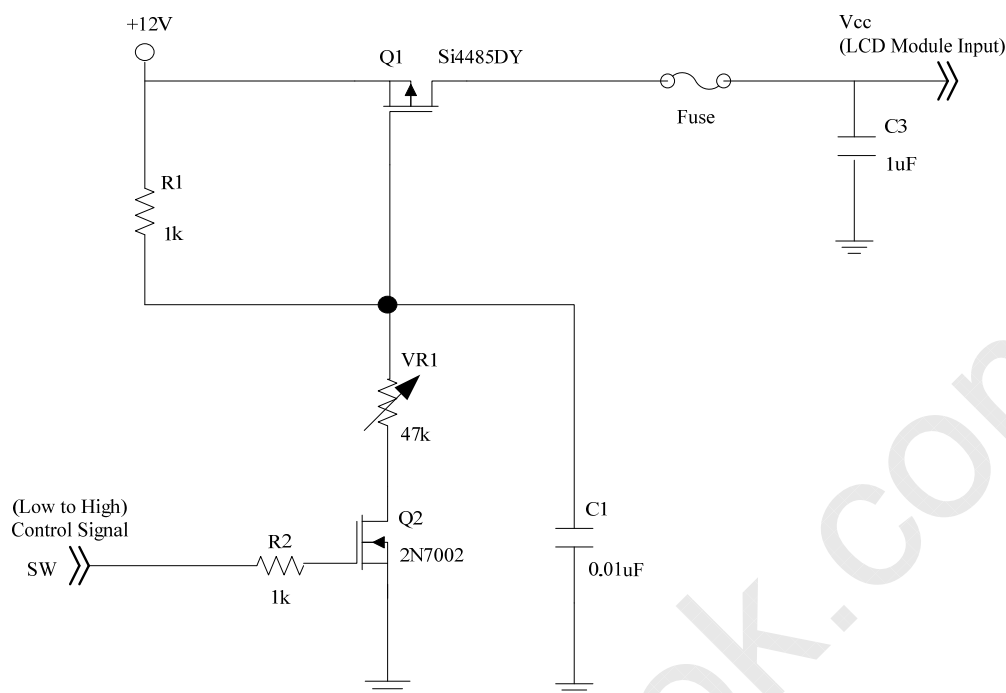 +12V
Vcc
(LCD Module Input)
Q1
Si4485DY
Fuse
C3
1uF
R1
1k
VR1
47k
(Low to High)
Control Signal
SW
R2
1k
Q2
2N7002
C1
0.01uF